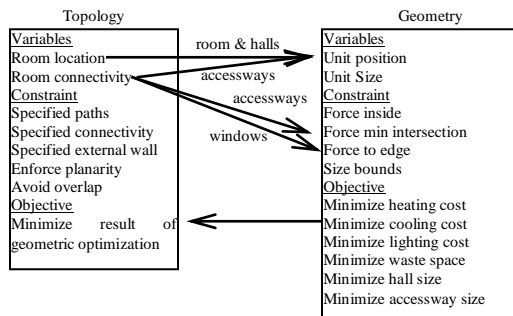 Topology
Variables
Room location
Room connectivity
Constraint
Specified paths
Specified connectivity
Specified external wall
Enforce planarity
Avoid overlap
Objective
Minimize result of
geometric optimization
room & halls
accessways
accessways
windows
Geometry
Variables
Unit position
Unit Size
Constraint
Force inside
Force min intersection
Force to edge
Size bounds
Objective
Minimize heating cost
Minimize cooling cost
Minimize lighting cost
Minimize waste space
Minimize hall size
Minimize accessway size